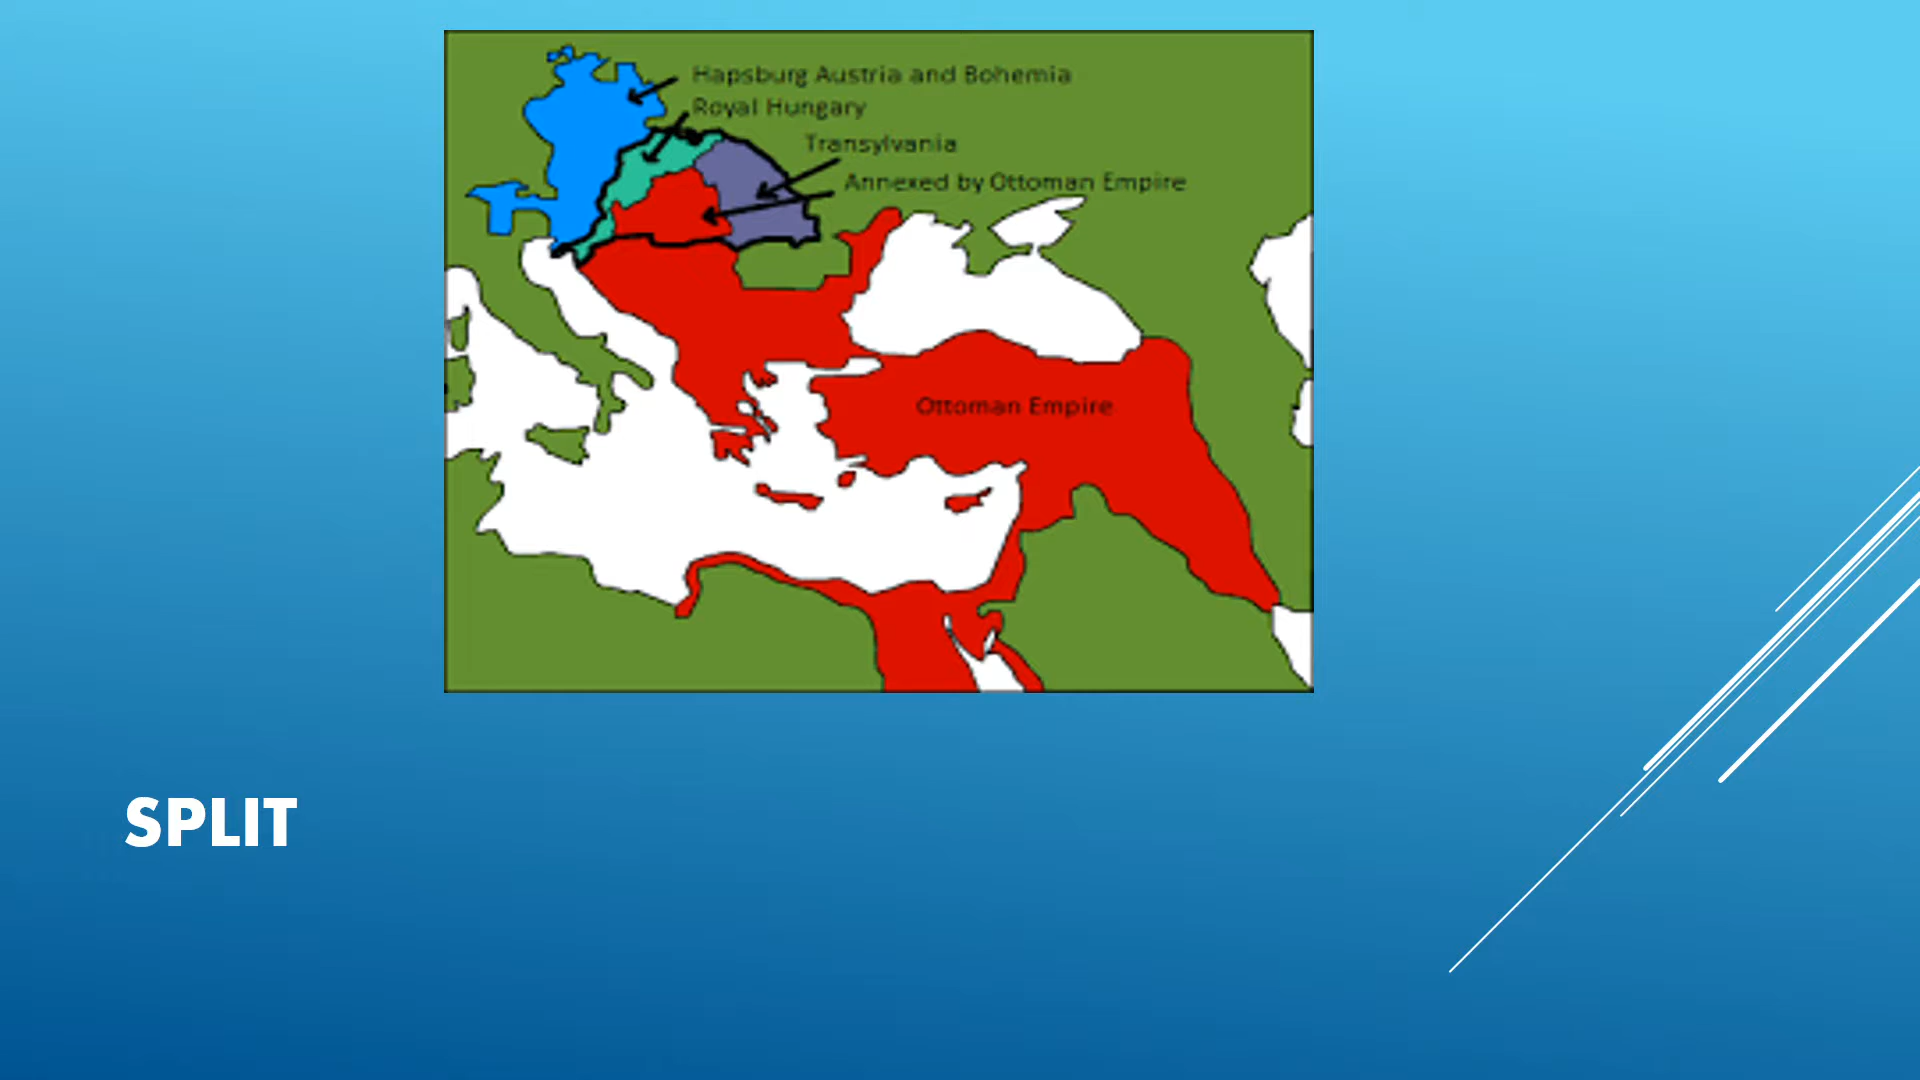 Hapsburg Austria and Bohemia
Royal Hungary
Transylvania
Annexed by Ottoman Empire
Ottoman Empire
SPLIT